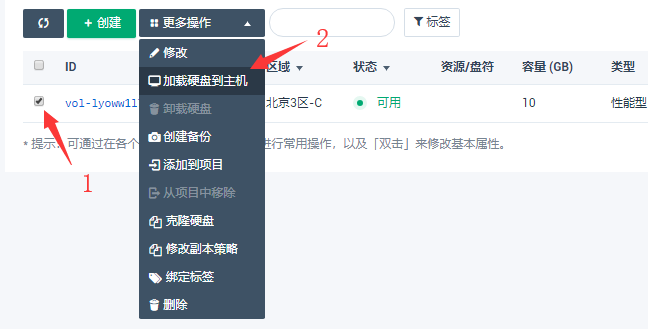 + 创建
更多操作
标签
ID
区域
状态
资源/盘符
容量 (GB)
类型
修改
加载硬盘到主机
卸载硬盘
创建备份
添加到项目
从项目中移除
克隆硬盘
修改副本策略
绑定标签
删除
北京3区-C
可用
10
性能型
* 提示
可通过在各个
进行常用操作，以及「双击」来修改基本属性。
1
2